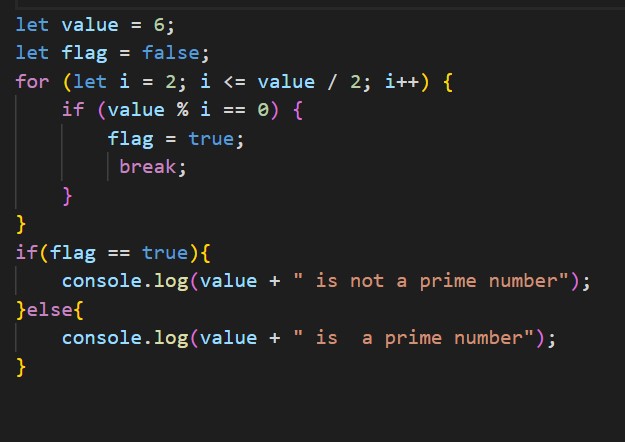 let value = 6;
let flag = false;
for (let i = 2; i <= value / 2; i++) {
    if (value % i == 0) {
        flag = true;
         break;
    }
}
if(flag == true){
    console.log(value + " is not a prime number");
}else{
    console.log(value + " is  a prime number");
}